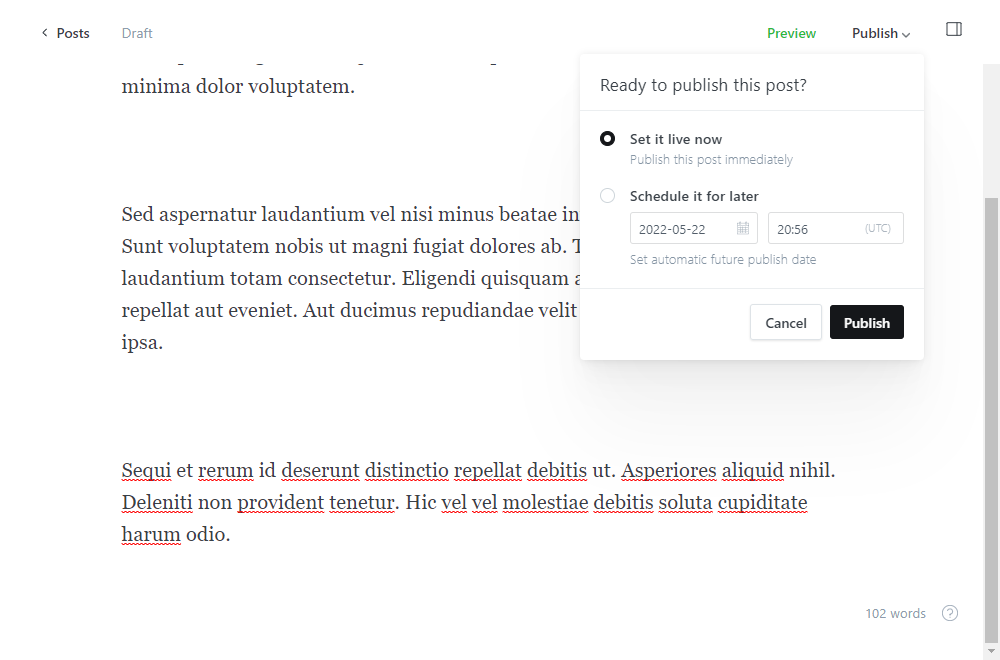 Posts
Draft
Preview
Publish
minima dolor voluptatem.
Ready to publish this post?
Set it live now
Publish this post immediately
Schedule it for later
2022-05-22
20:56
(UTC)
Set automatic future publish date
Cancel
Publish
Sed aspernatur laudantium vel nisi minus beatae in
Sunt voluptatem nobis ut magni fugiat dolores ab.
laudantium totam consectetur. Eligendi quisquam
repellat aut eveniet. Aut ducimus repudiandae velit
ipsa.
Sequi et rerum id deserunt distinctio repellat debitis ut. Asperiores aliquid nihil.
Deleniti non provident tenetur. Hic vel vel molestiae debitis soluta cupiditate
harum odio.
102 words
?